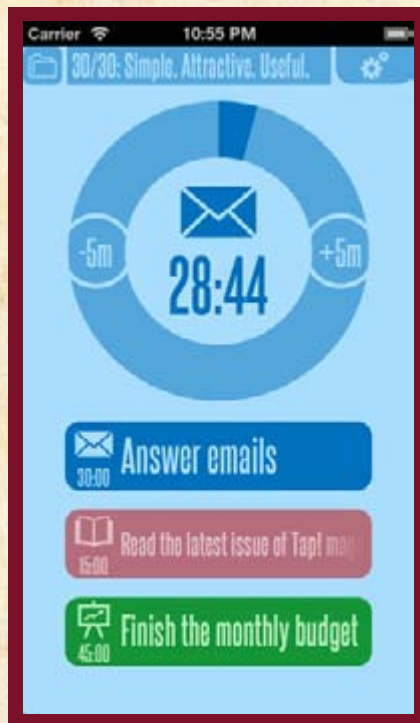 Carrier 10:55 PM
30/30: Simple. Attractive. Useful.
-5m
+5m
28:44
Answer emails
30:00
Read the latest issue of Tap!
15:00
Finish the monthly budget
45:00